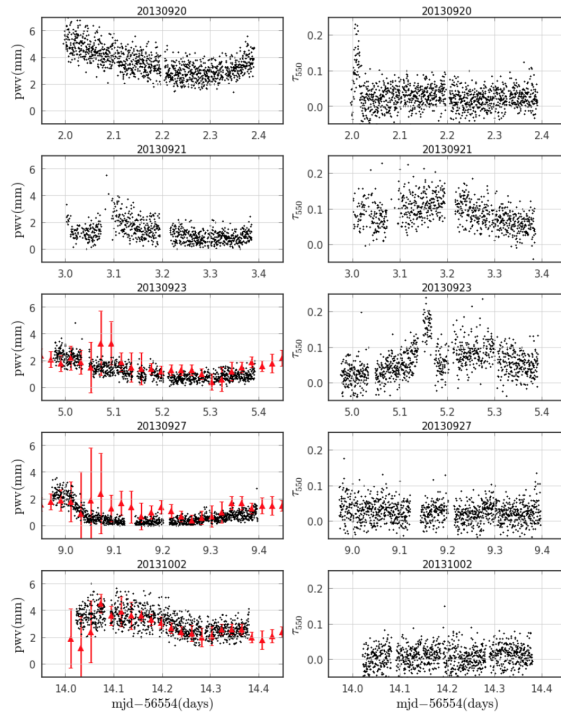 20130920 20130920
pwv(mm) 6 4 2 0 τ550 0.2 0.1 0.0
2.0 2.1 2.2 2.3 2.4 2.0 2.1 2.2 2.3 2.4
20130921 20130921
pwv(mm) 6 4 2 0 τ550 0.2 0.1 0.0
3.0 3.1 3.2 3.3 3.4 3.0 3.1 3.2 3.3 3.4
20130923 20130923
pwv(mm) 6 4 2 0 τ550 0.2 0.1 0.0
5.0 5.1 5.2 5.3 5.4 5.0 5.1 5.2 5.3 5.4
20130927 20130927
pwv(mm) 6 4 2 0 τ550 0.2 0.1 0.0
9.0 9.1 9.2 9.3 9.4 9.0 9.1 9.2 9.3 9.4
20131002 20131002
pwv(mm) 6 4 2 0 τ550 0.2 0.1 0.0
14.0 14.1 14.2 14.3 14.4 14.0 14.1 14.2 14.3 14.4
mjd−56554(days) mjd−56554(days)